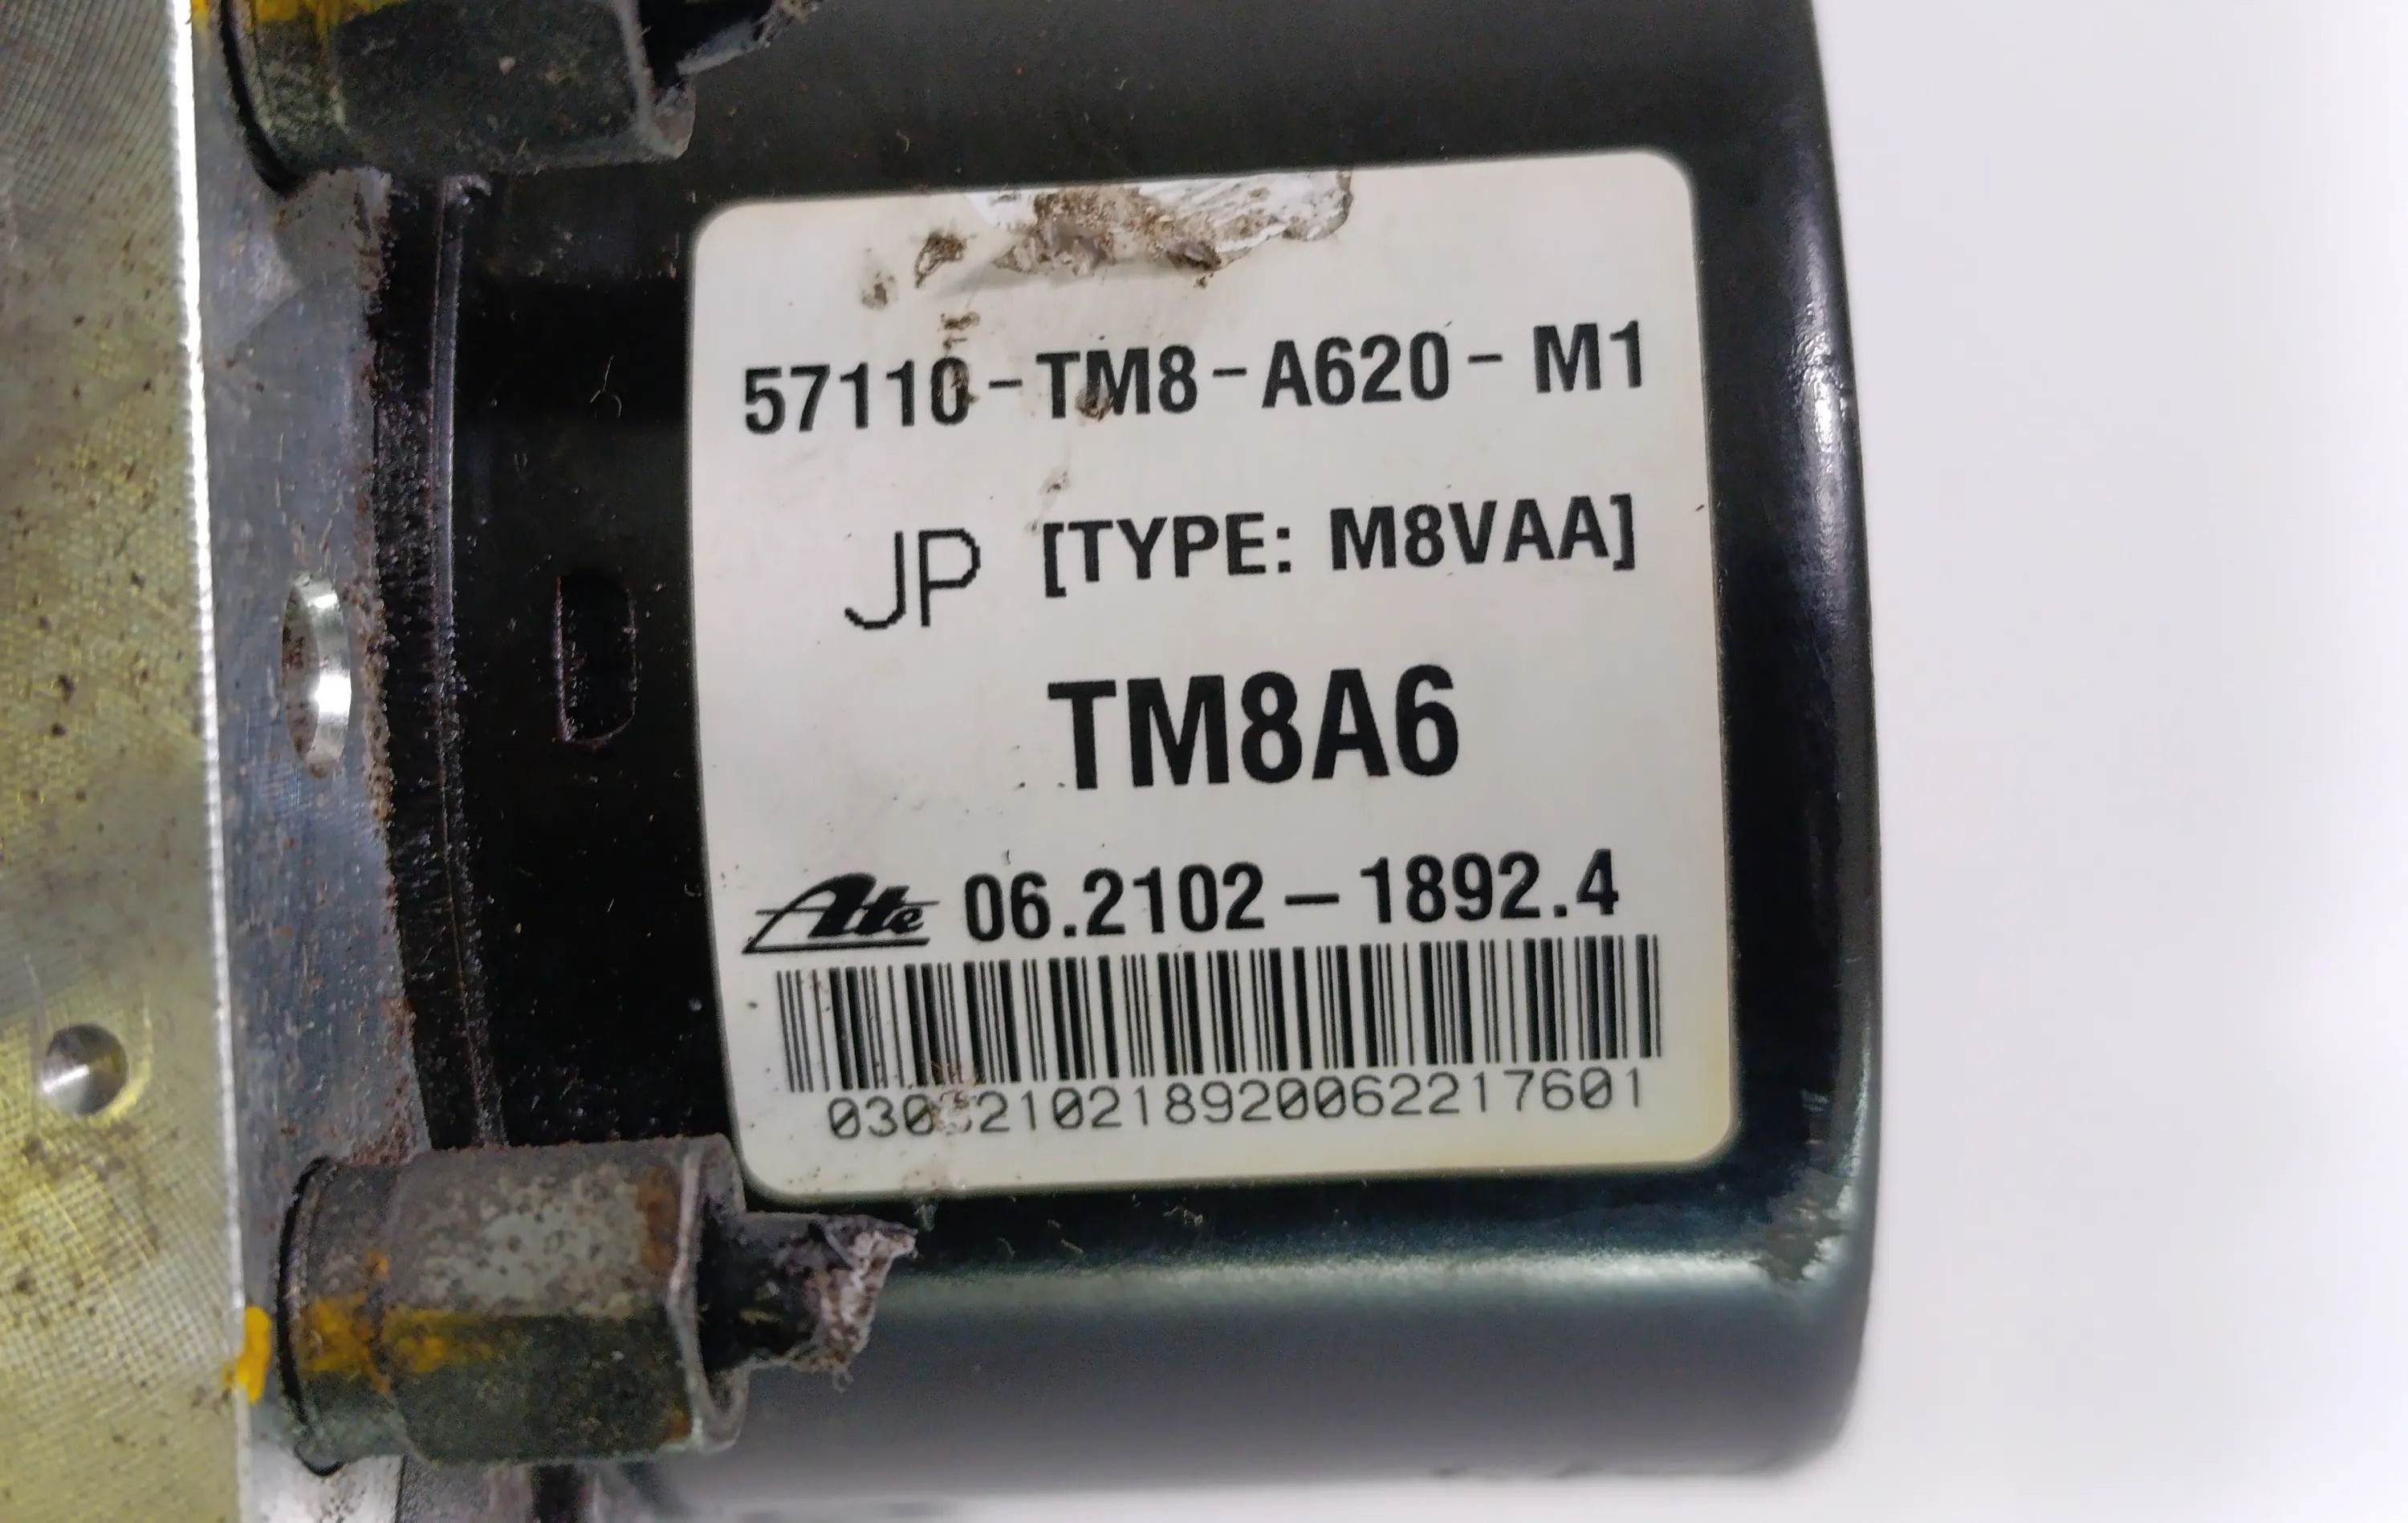 57110-TM8-A620-M1
JP [TYPE: M8VAA]
TM8A6
Ate 06.2102-1892.4